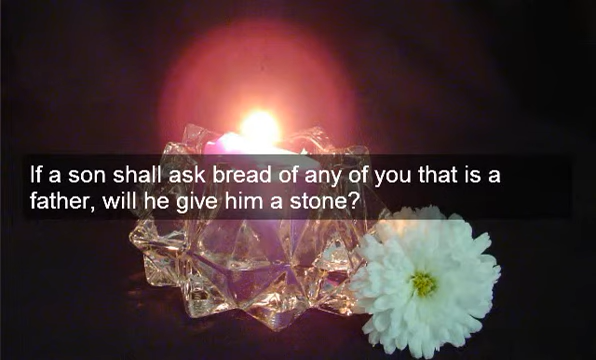 If a son shall ask bread of any of you that is a
father, will he give him a stone?